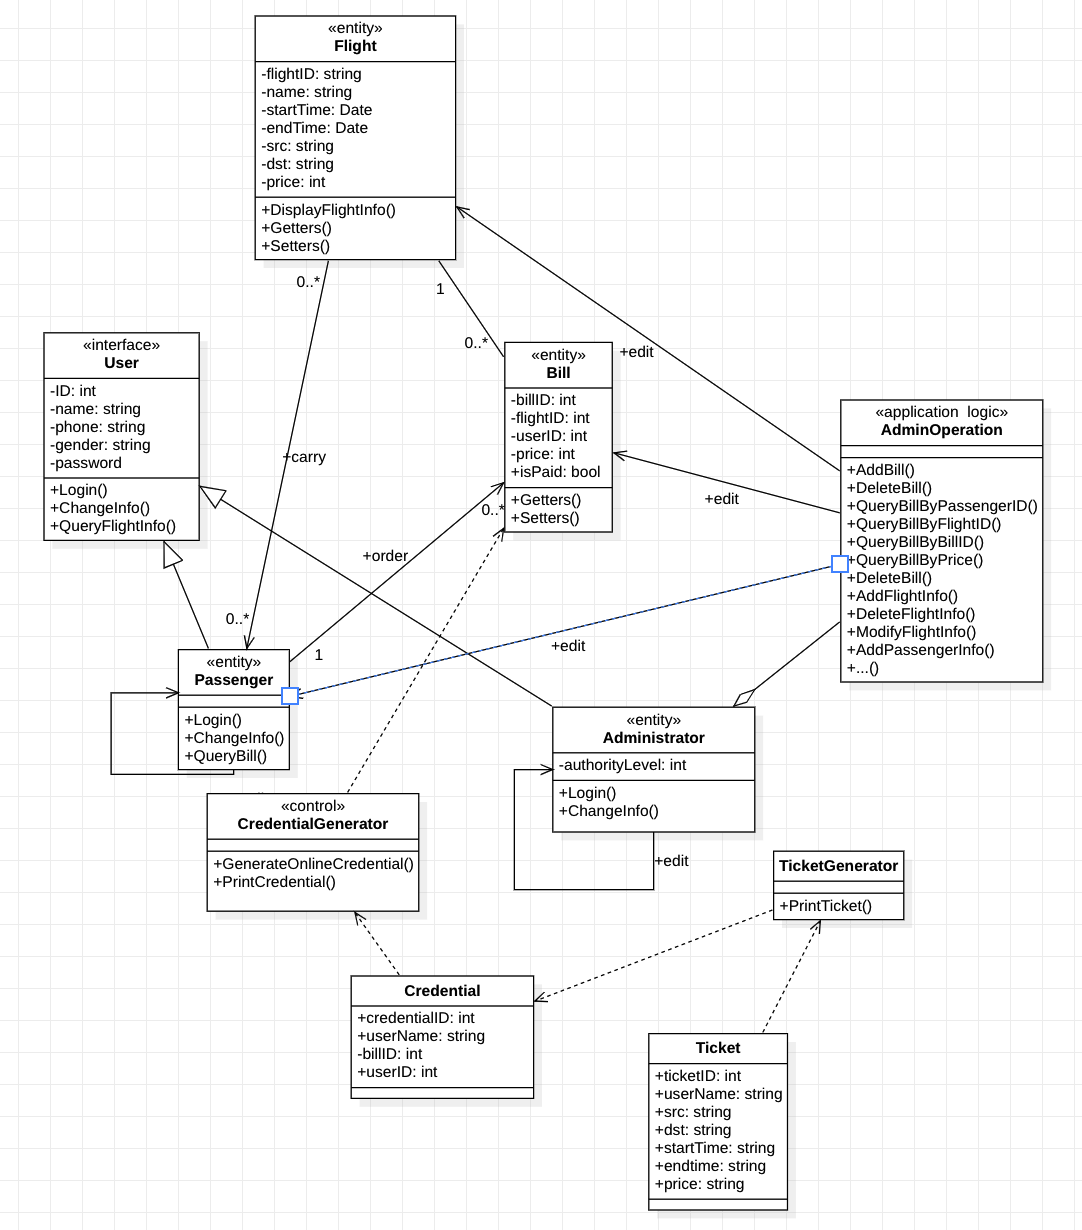 «entity»
Flight
-flightID: string
-name: string
-startTime: Date
-endTime: Date
-src: string
-dst: string
-price: int
+DisplayFlightInfo()
+Getters()
+Setters()
0..*
1
0..*
+edit
«interface»
User
-ID: int
-name: string
-phone: string
-gender: string
-password
+Login()
+ChangeInfo()
+QueryFlightInfo()
«entity»
Bill
-billID: int
-flightID: int
-userID: int
-price: int
+isPaid: bool
+Getters()
+Setters()
«application  logic»
AdminOperation
+AddBill()
+DeleteBill()
+QueryBillByPassengerID()
+QueryBillByFlightID()
+QueryBillByBillID()
+QueryBillByPrice()
+DeleteBill()
+AddFlightInfo()
+DeleteFlightInfo()
+ModifyFlightInfo()
+AddPassengerInfo()
+...()
+carry
+edit
0..*
+order
0..*
1
+edit
«entity»
Passenger
+Login()
+ChangeInfo()
+QueryBill()
«entity»
Administrator
-authorityLevel: int
+Login()
+ChangeInfo()
+edit
«control»
CredentialGenerator
+GenerateOnlineCredential()
+PrintCredential()
TicketGenerator
+PrintTicket()
Credential
+credentialID: int
+userName: string
-billID: int
+userID: int
Ticket
+ticketID: int
+userName: string
+src: string
+dst: string
+startTime: string
+endtime: string
+price: string